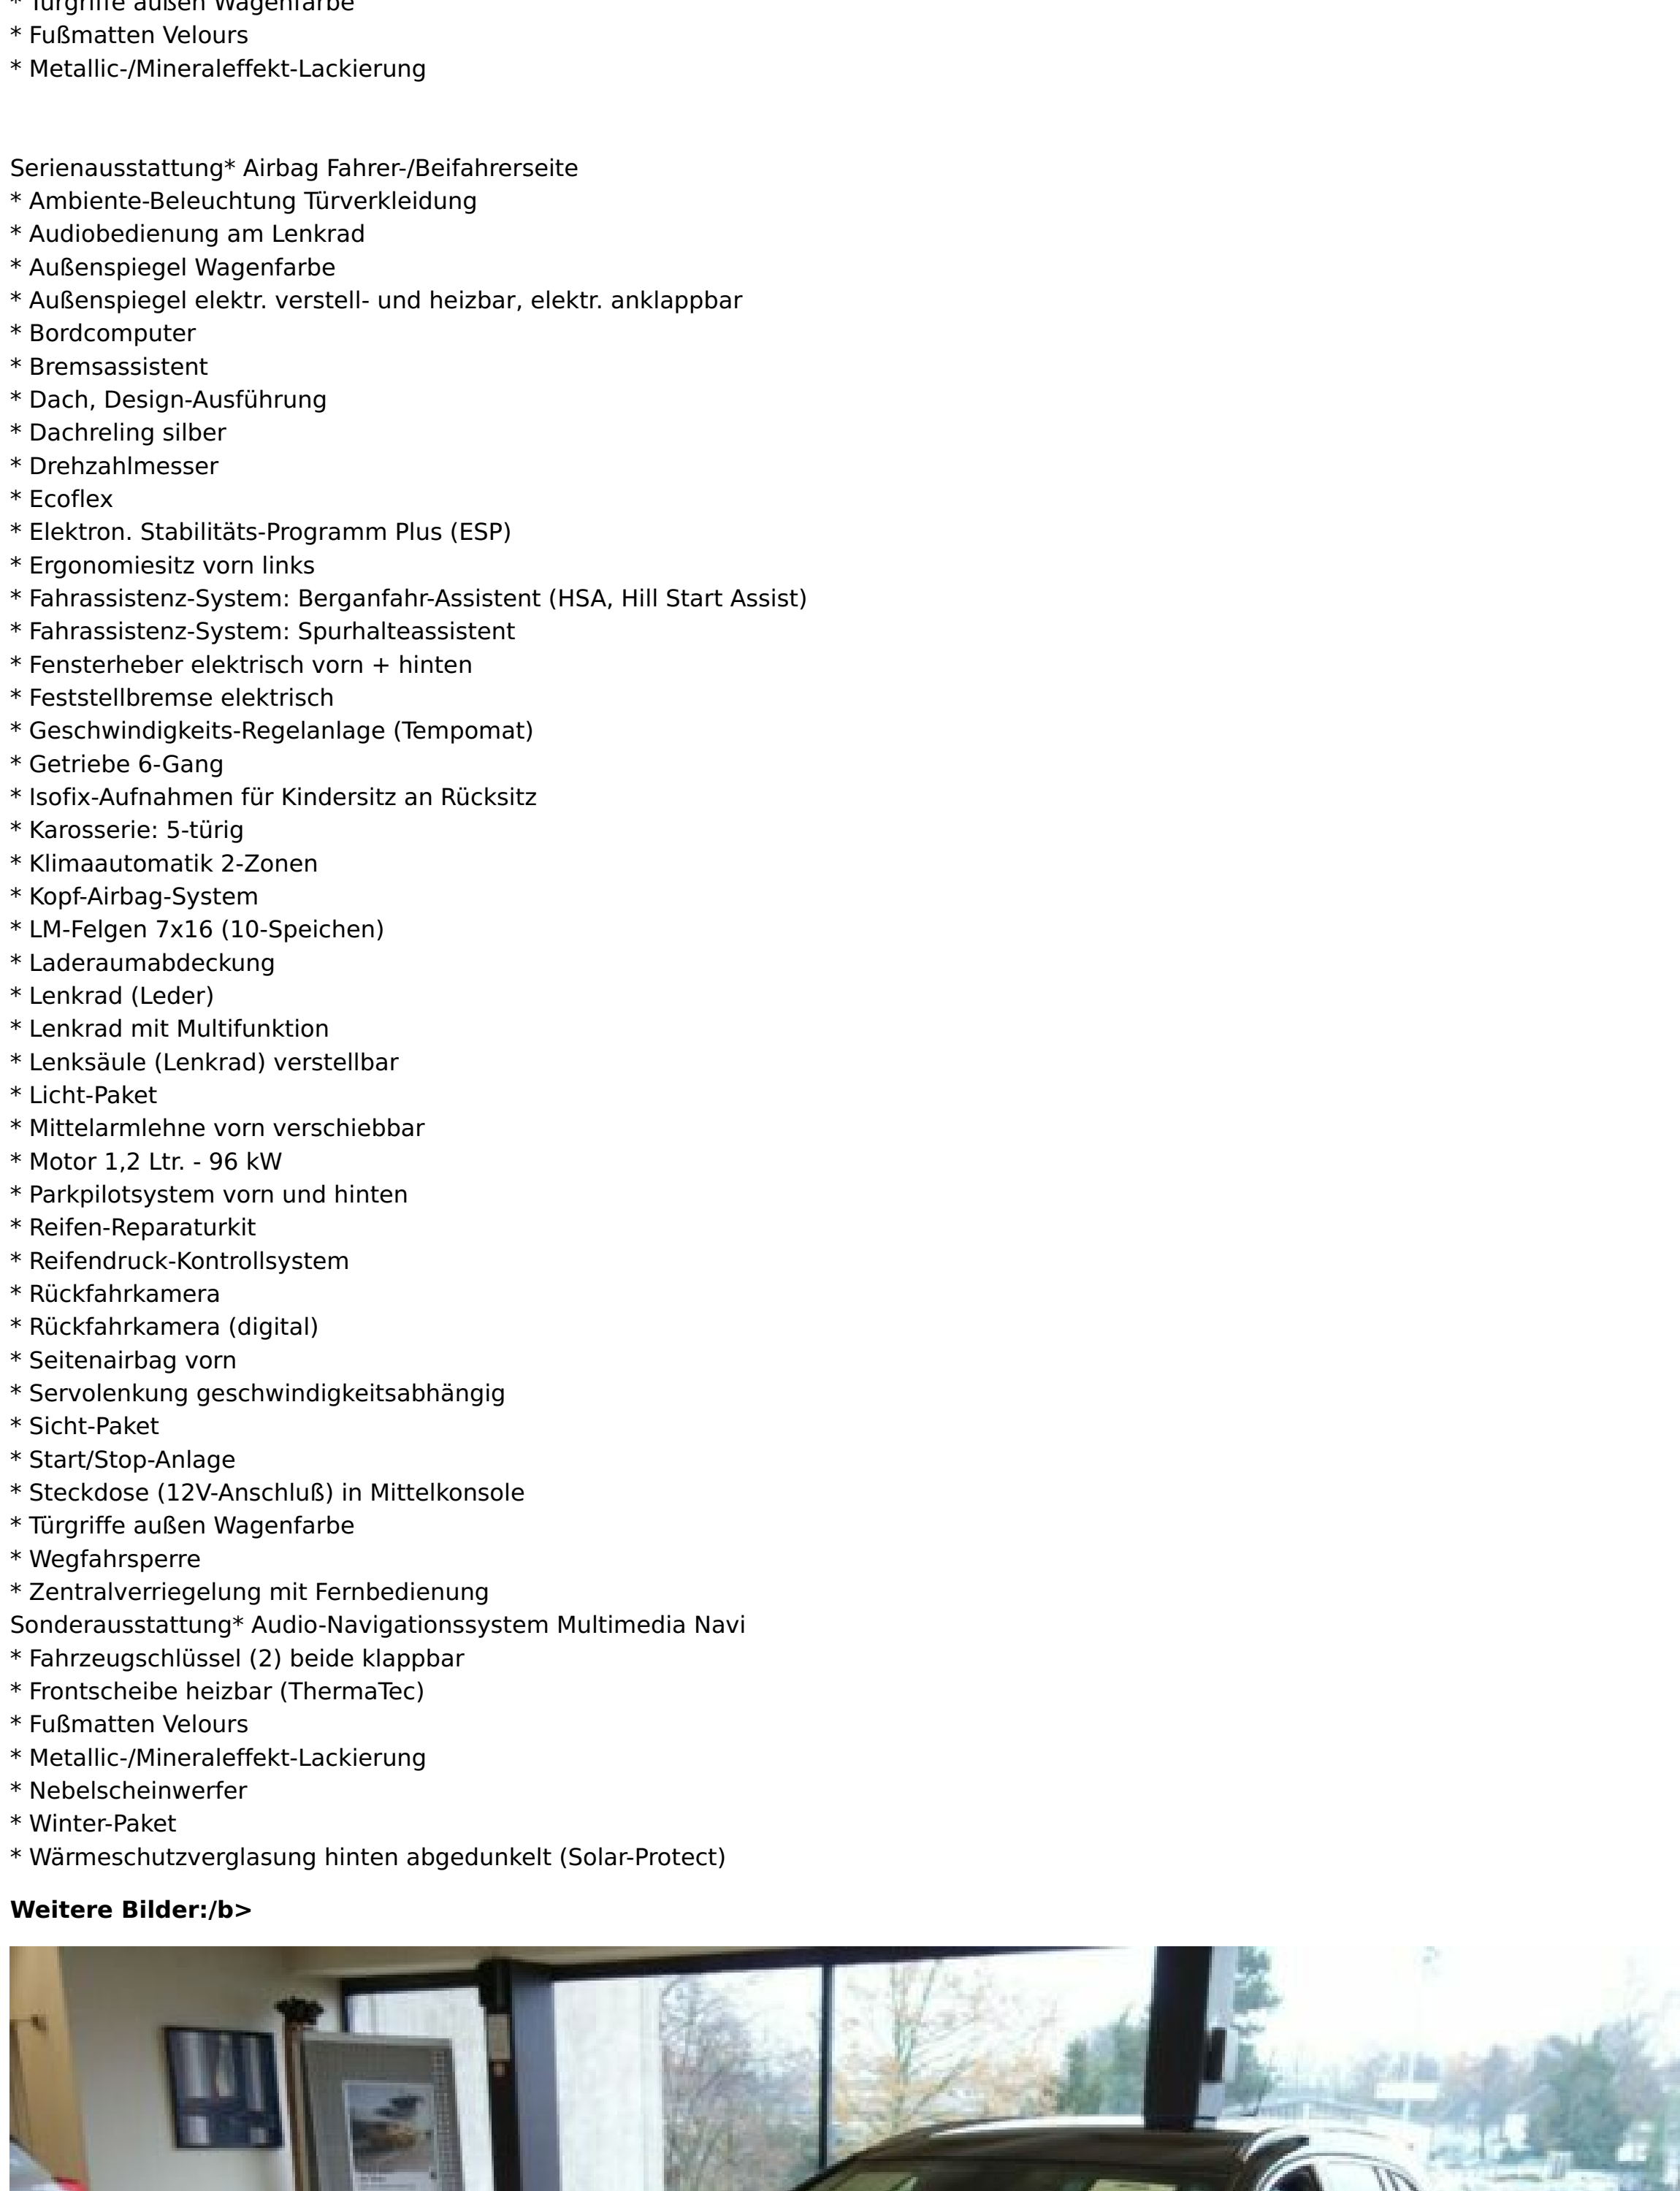 * Türgriffe außen Wagenfarbe
* Fußmatten Velours
* Metallic-/Mineraleffekt-Lackierung
Serienausstattung* Airbag Fahrer-/Beifahrerseite
* Ambiente-Beleuchtung Türverkleidung
* Audiobedienung am Lenkrad
* Außenspiegel Wagenfarbe
* Außenspiegel elektr. verstell- und heizbar, elektr. anklappbar
* Bordcomputer
* Bremsassistent
* Dach, Design-Ausführung
* Dachreling silber
* Drehzahlmesser
* Ecoflex
* Elektron. Stabilitäts-Programm Plus (ESP)
* Ergonomiesitz vorn links
* Fahrassistenz-System: Berganfahr-Assistent (HSA, Hill Start Assist)
* Fahrassistenz-System: Spurhalteassistent
* Fensterheber elektrisch vorn + hinten
* Feststellbremse elektrisch
* Geschwindigkeits-Regelanlage (Tempomat)
* Getriebe 6-Gang
* Isofix-Aufnahmen für Kindersitz an Rücksitz
* Karosserie: 5-türig
* Klimaautomatik 2-Zonen
* Kopf-Airbag-System
* LM-Felgen 7x16 (10-Speichen)
* Laderaumabdeckung
* Lenkrad (Leder)
* Lenkrad mit Multifunktion
* Lenksäule (Lenkrad) verstellbar
* Licht-Paket
* Mittelarmlehne vorn verschiebbar
* Motor 1,2 Ltr. - 96 kW
* Parkpilotsystem vorn und hinten
* Reifen-Reparaturkit
* Reifendruck-Kontrollsystem
* Rückfahrkamera
* Rückfahrkamera (digital)
* Seitenairbag vorn
* Servolenkung geschwindigkeitsabhängig
* Sicht-Paket
* Start/Stop-Anlage
* Steckdose (12V-Anschluß) in Mittelkonsole
* Türgriffe außen Wagenfarbe
* Wegfahrsperre
* Zentralverriegelung mit Fernbedienung
Sonderausstattung* Audio-Navigationssystem Multimedia Navi
* Fahrzeugschlüssel (2) beide klappbar
* Frontscheibe heizbar (ThermaTec)
* Fußmatten Velours
* Metallic-/Mineraleffekt-Lackierung
* Nebelscheinwerfer
* Winter-Paket
* Wärmeschutzverglasung hinten abgedunkelt (Solar-Protect)
Weitere Bilder:/b>